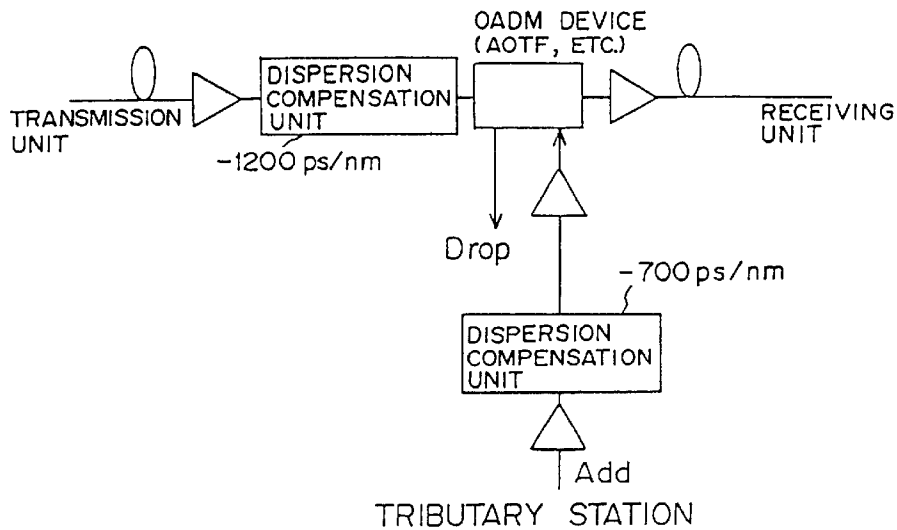 OADM DEVICE
(AOTF, ETC.)
DISPERSION
COMPENSATION
UNIT
TRANSMISSION
UNIT
RECEIVING
UNIT
-1200 ps/nm
Drop
-700 ps/nm
DISPERSION
COMPENSATION
UNIT
Add
TRIBUTARY STATION